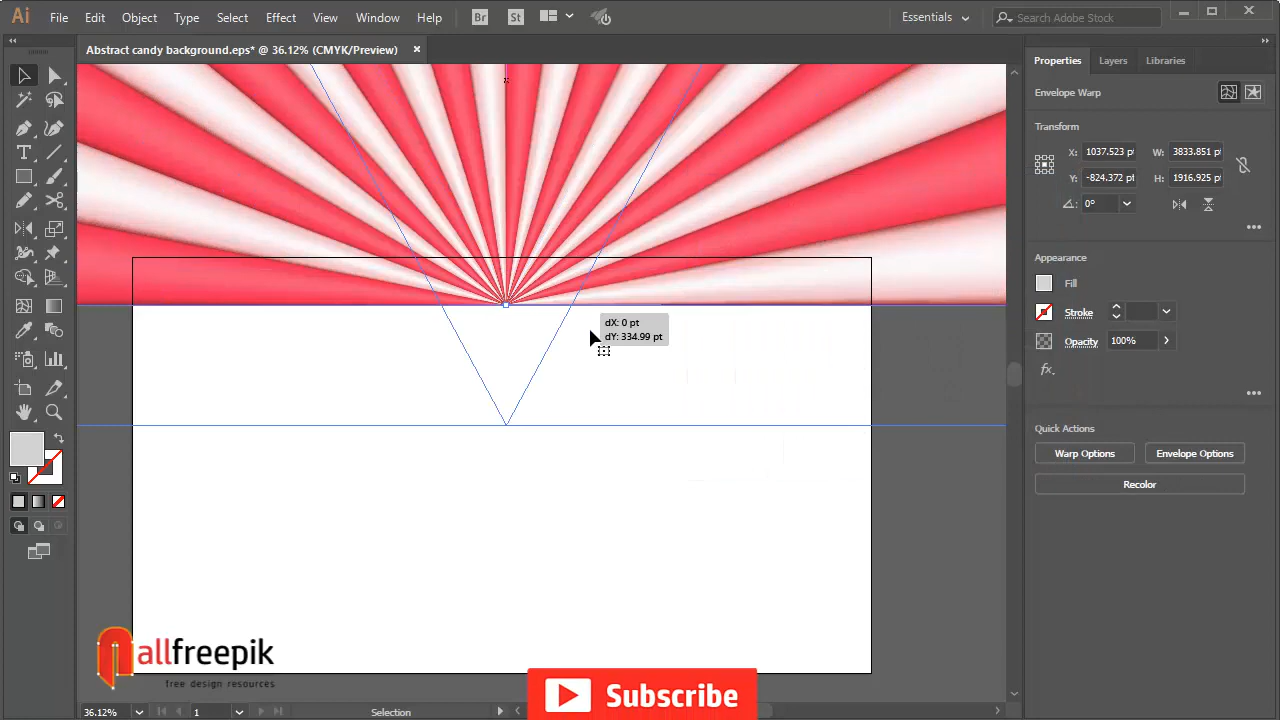 Ai File Edit Object Type Select Effect View Window Help Br St Essentials Search Adobe Stock
Abstract candy background.eps* @ 36.12% (CMYK/Preview)
Properties Layers Libraries
Envelope Warp
Transform
X: 1037.523 p W: 3833.851 p
Y: -824.372 pt H: 1916.925 p
0°
Appearance
Fill
Stroke
Opacity 100%
fx.
Quick Actions
Warp Options Envelope Options
Recolor
dX: 0 pt
dY: 334.99 pt
allfreepik
free design resources
Subscribe
36.12% 1 Selection